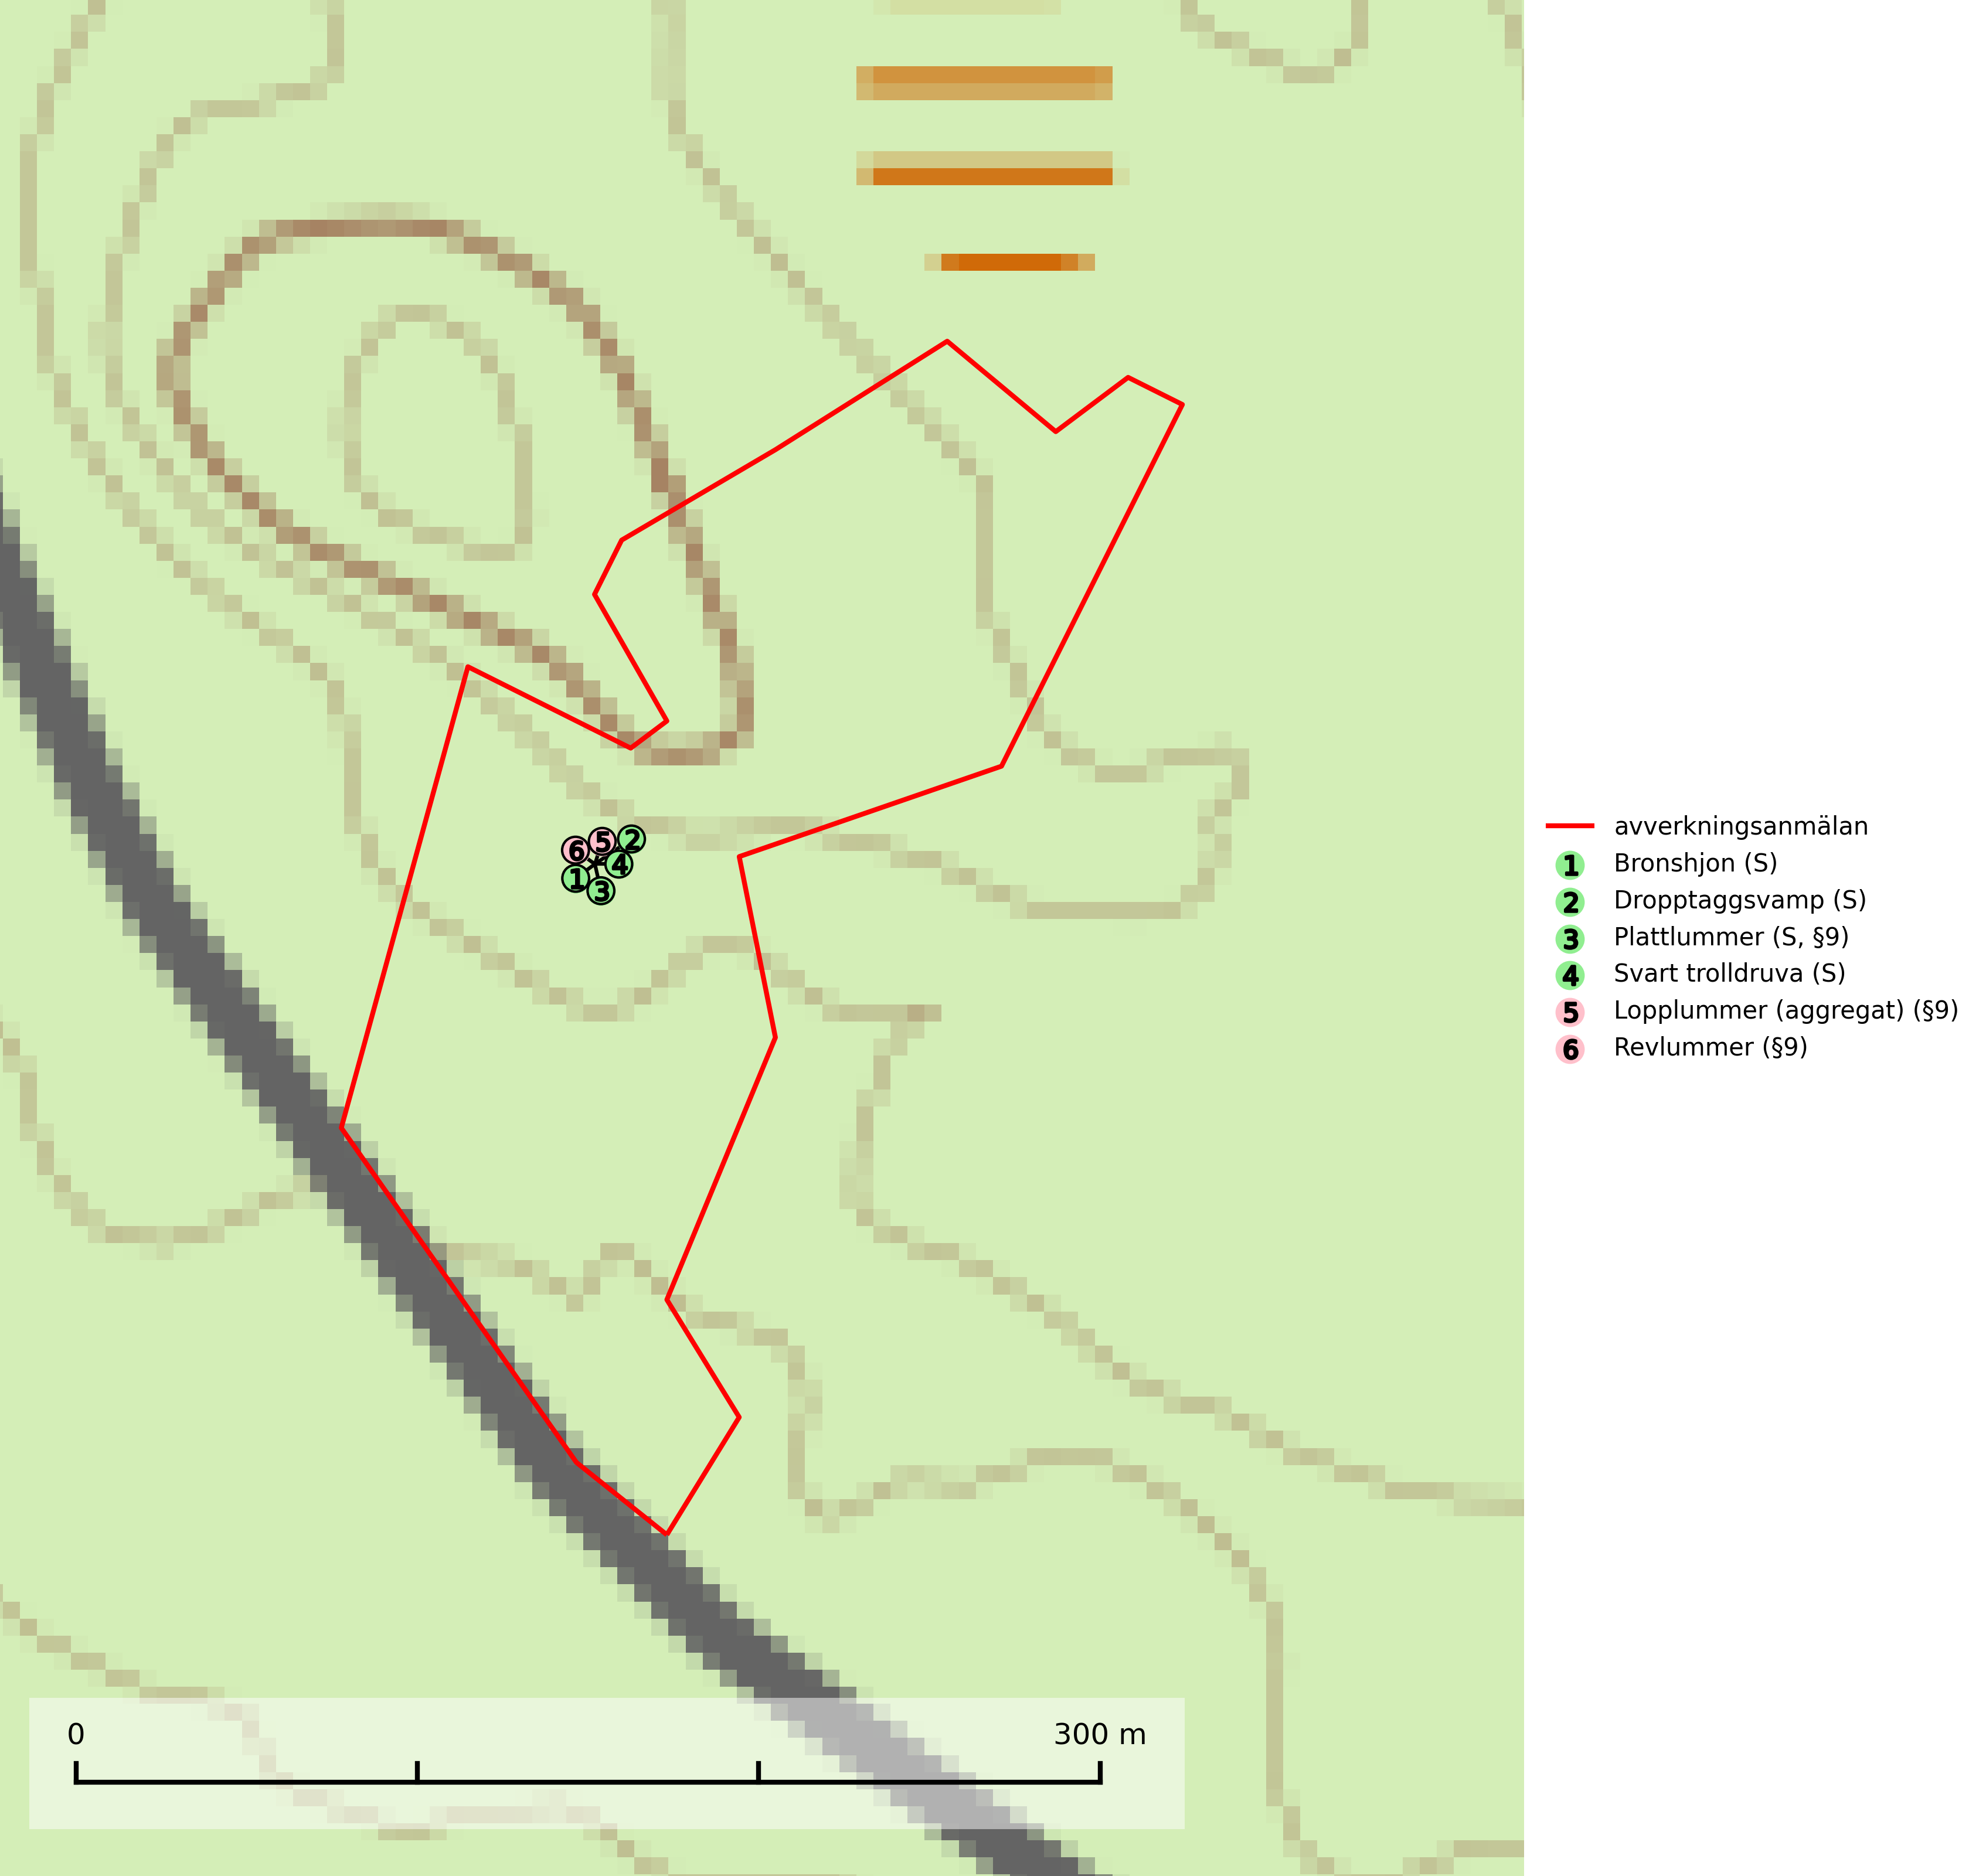 6 5 2
4
1
3
avverkningsanmälan
1 Bronshjon (S)
2 Dropptaggsvamp (S)
3 Plattlummer (S, §9)
4 Svart trolldruva (S)
5 Lopplummer (aggregat) (§9)
6 Revlummer (§9)
0 300 m